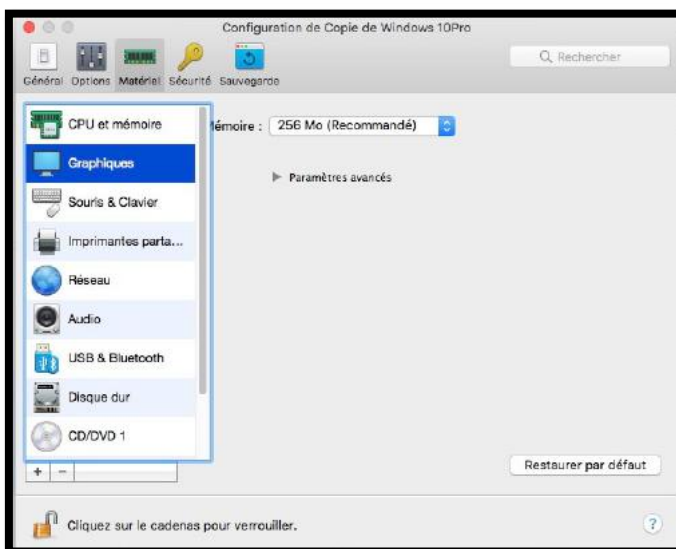 Configuration de Copie de Windows 10Pro
Général Options Matériel Sécurité Sauvegarde
Rechercher
CPU et mémoire
émoire : 256 Mo (Recommandé)
Graphiques
Paramètres avancés
Souris & Clavier
Imprimantes parta...
Réseau
Audio
USB & Bluetooth
Disque dur
CD/DVD 1
+ −
Restaurer par défaut
Cliquez sur le cadenas pour verrouiller.
?